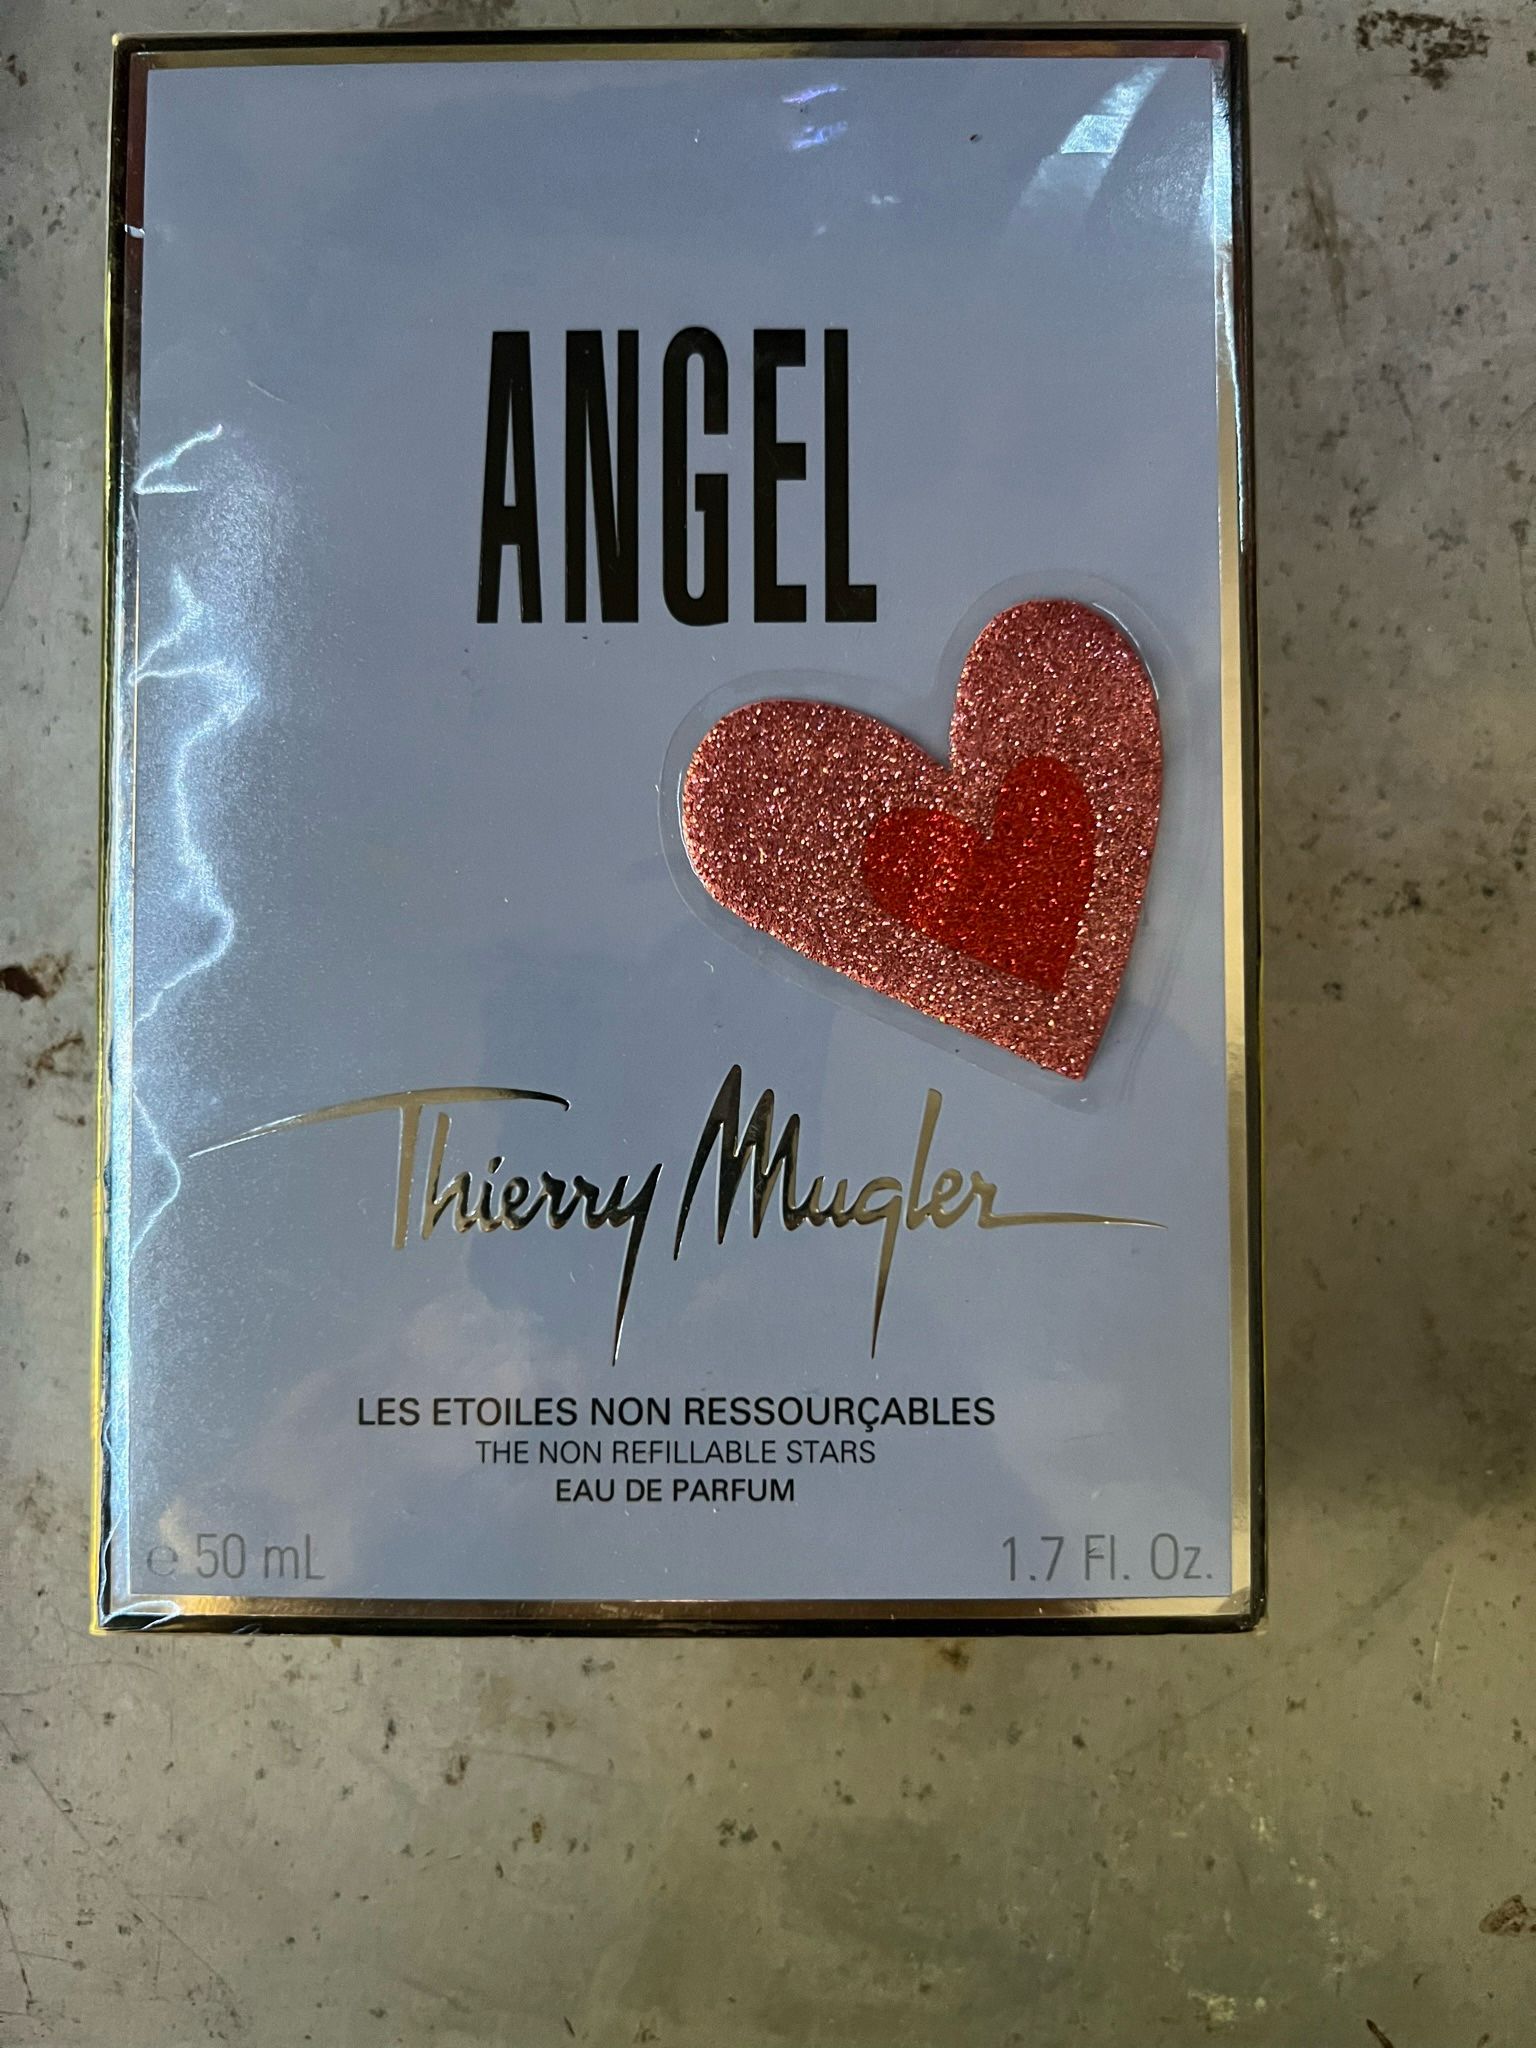 ANGEL
Thierry Mugler
LES ETOILES NON RESSOURÇABLES
THE NON REFILLABLE STARS
EAU DE PARFUM
℮ 50 mL 1.7 Fl. Oz.